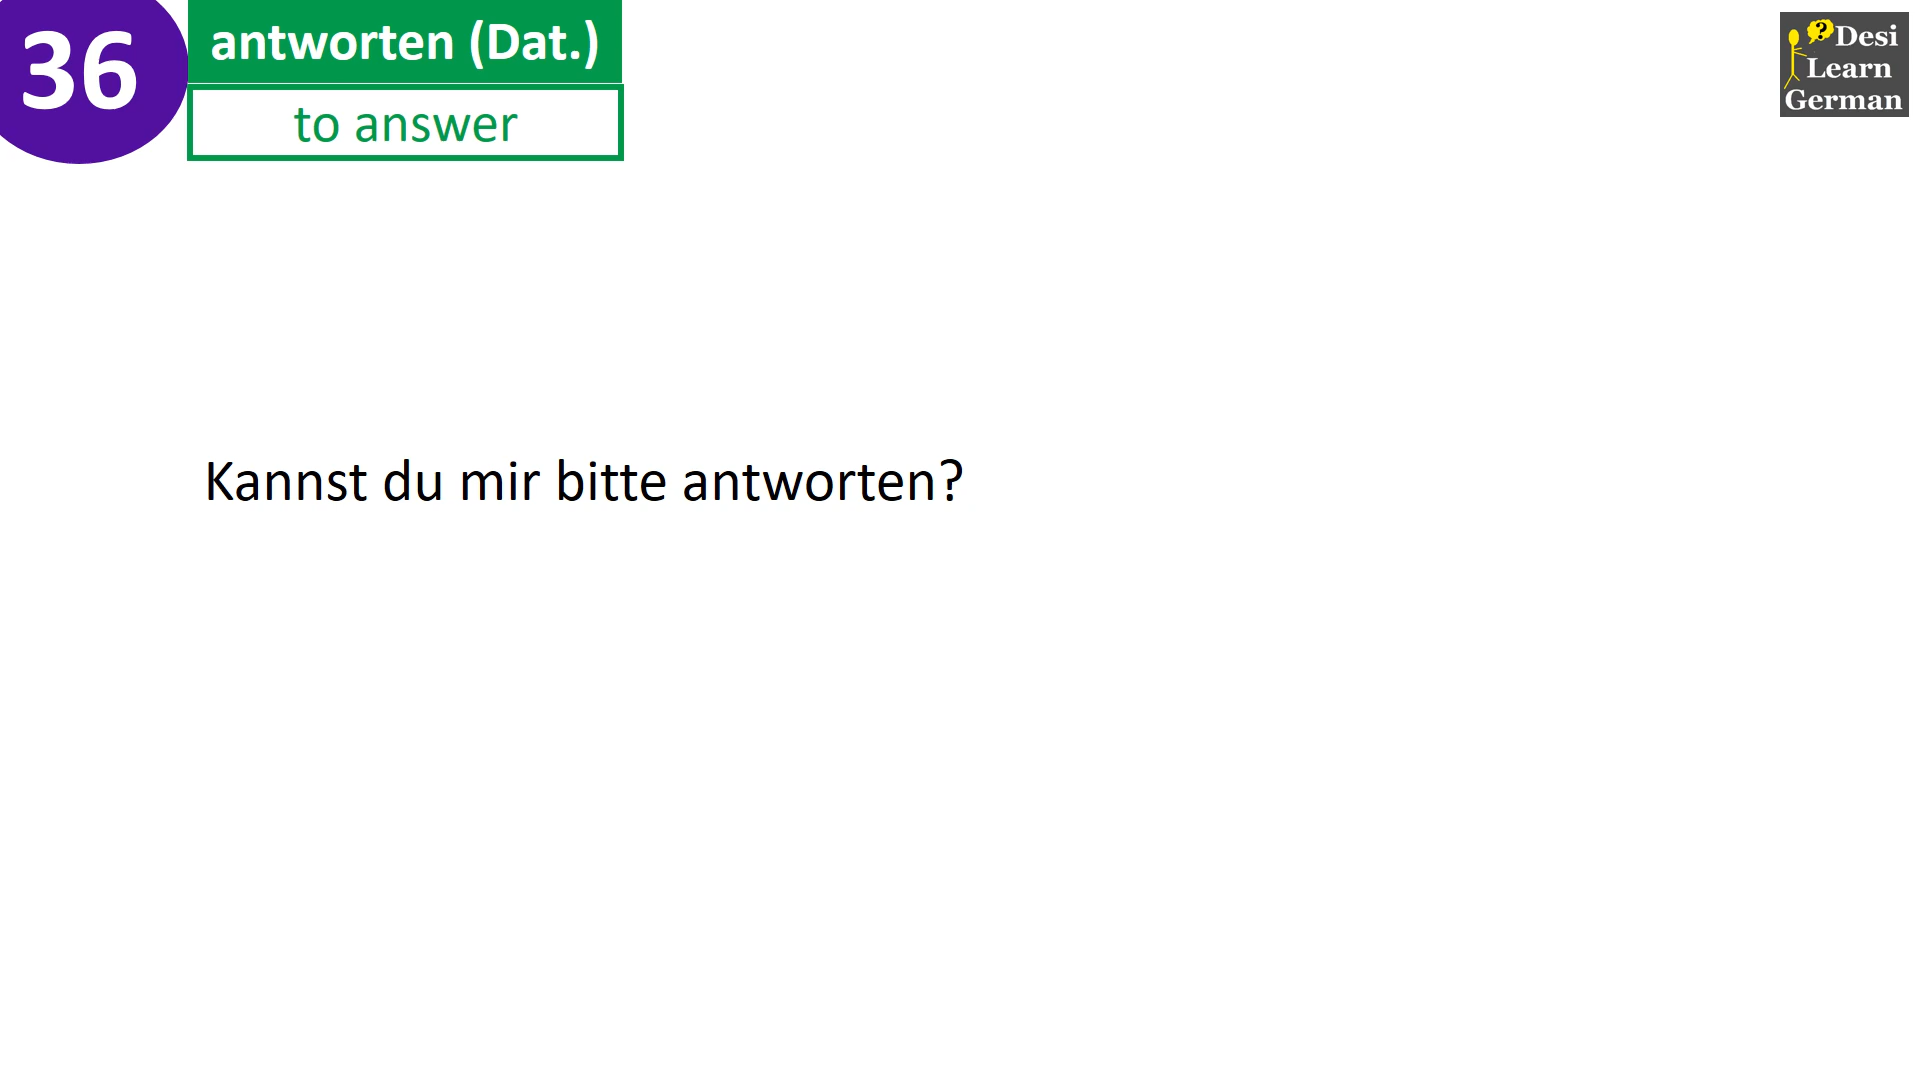 36
antworten (Dat.)
to answer
?
Desi
Learn
German
Kannst du mir bitte antworten?